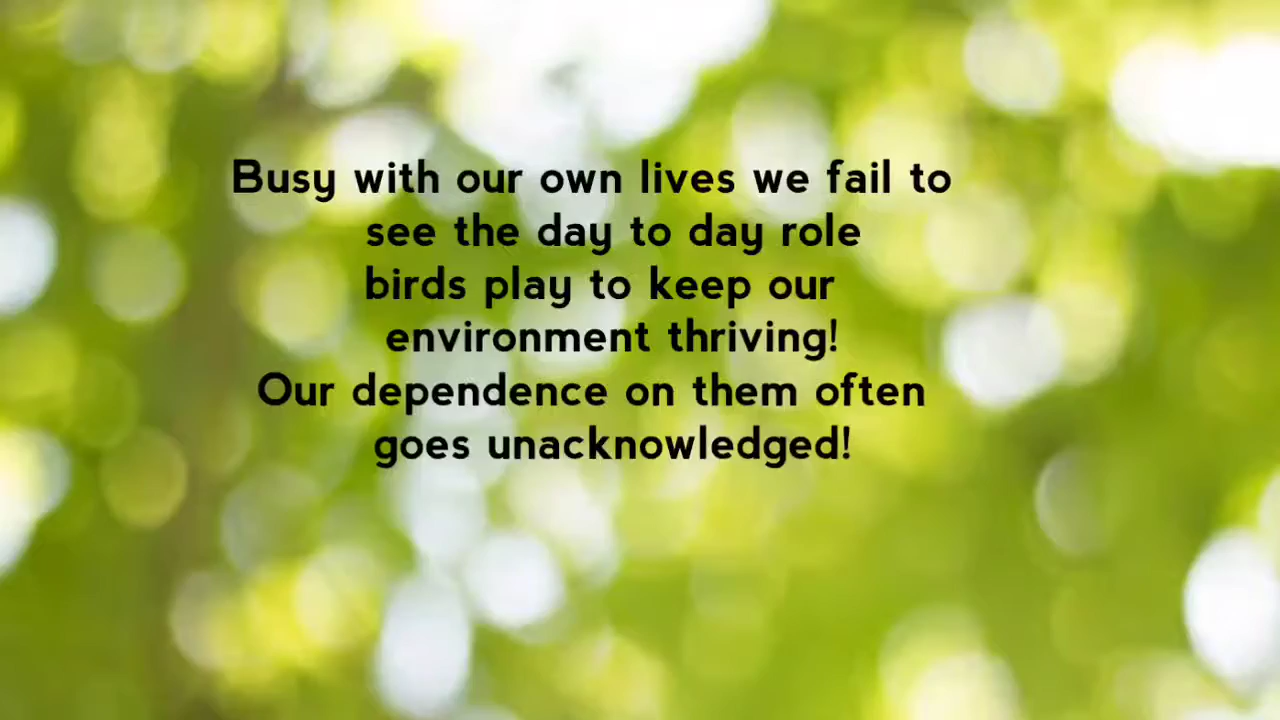 Busy with our own lives we fail to
see the day to day role
birds play to keep our
environment thriving!
Our dependence on them often
goes unacknowledged!